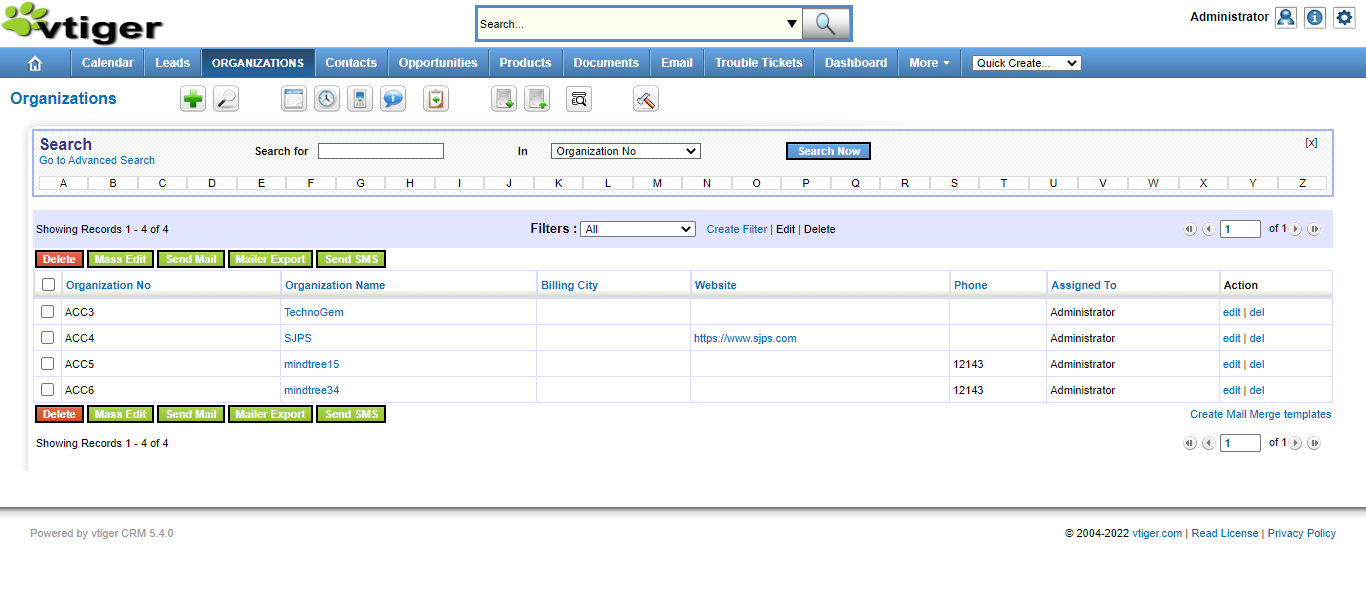 vtiger
Search...
Administrator
Calendar Leads ORGANIZATIONS Contacts Opportunities Products Documents Email Trouble Tickets Dashboard More Quick Create...
Organizations
Search
Go to Advanced Search
Search for
In Organization No
Search Now
[x]
A B C D E F G H I J K L M N O P Q R S T U V W X Y Z
Showing Records 1 - 4 of 4 Filters : All Create Filter | Edit | Delete 1 of 1
Delete Mass Edit Send Mail Mailer Export Send SMS
Organization No Organization Name Billing City Website Phone Assigned To Action
ACC3 TechnoGem Administrator edit | del
ACC4 SJPS https://www.sjps.com Administrator edit | del
ACC5 mindtree15 12143 Administrator edit | del
ACC6 mindtree34 12143 Administrator edit | del
Delete Mass Edit Send Mail Mailer Export Send SMS Create Mail Merge templates
Showing Records 1 - 4 of 4 1 of 1
Powered by vtiger CRM 5.4.0 © 2004-2022 vtiger.com | Read License | Privacy Policy